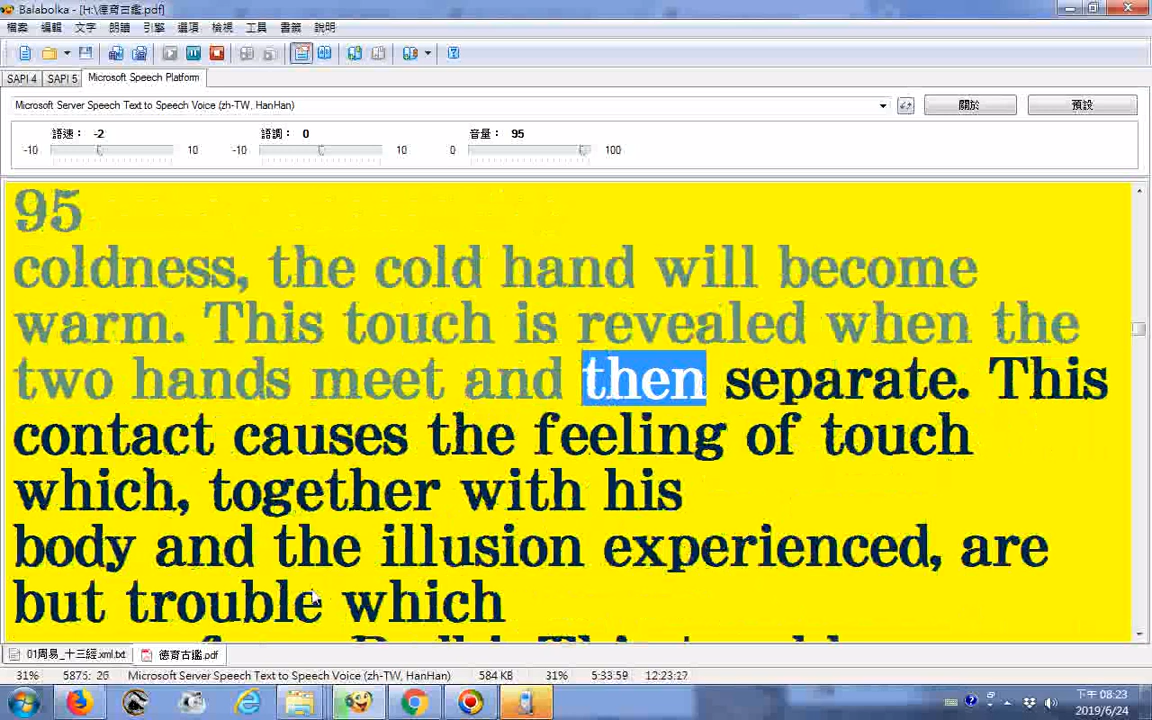 Balabolka - [H:\德育古鑑.pdf]
檔案 編輯 文字 朗讀 引擎 選項 檢視 工具 書籤 說明
SAPI 4 SAPI 5 Microsoft Speech Platform
Microsoft Server Speech Text to Speech Voice (zh-TW, HanHan) 關於 預設
語速： -2 語調： 0 音量： 95
-10 10 -10 10 0 100
95
coldness, the cold hand will become
warm. This touch is revealed when the
two hands meet and then separate. This
contact causes the feeling of touch
which, together with his
body and the illusion experienced, are
but trouble which
01周易_十三經.xml.txt 德育古鑑.pdf
31% 5875: 26 Microsoft Server Speech Text to Speech Voice (zh-TW, HanHan) 584 KB 31% 5:33:59 12:23:17
下午 08:23
2019/6/24